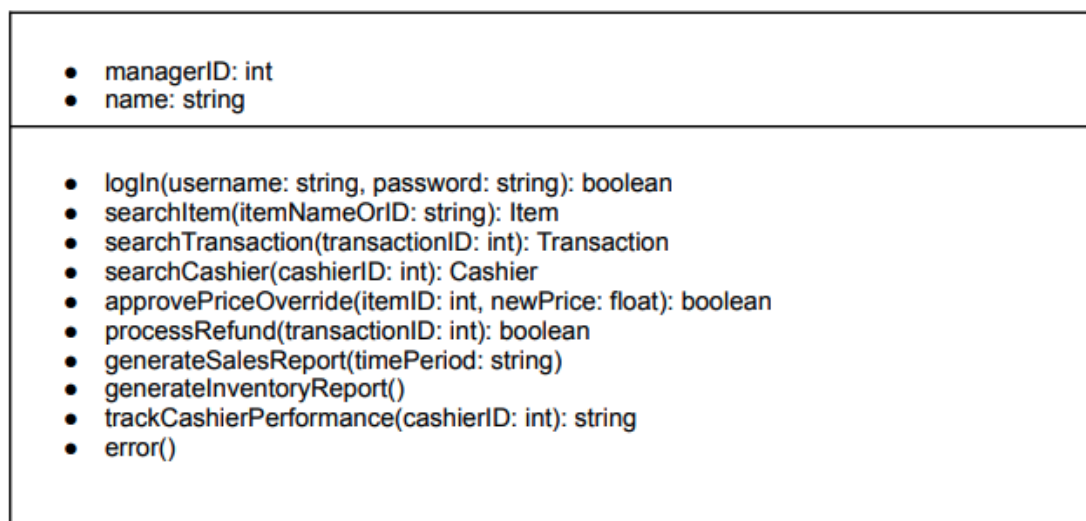 ● managerID: int
● name: string
● logIn(username: string, password: string): boolean
● searchItem(itemNameOrID: string): Item
● searchTransaction(transactionID: int): Transaction
● searchCashier(cashierID: int): Cashier
● approvePriceOverride(itemID: int, newPrice: float): boolean
● processRefund(transactionID: int): boolean
● generateSalesReport(timePeriod: string)
● generateInventoryReport()
● trackCashierPerformance(cashierID: int): string
● error()